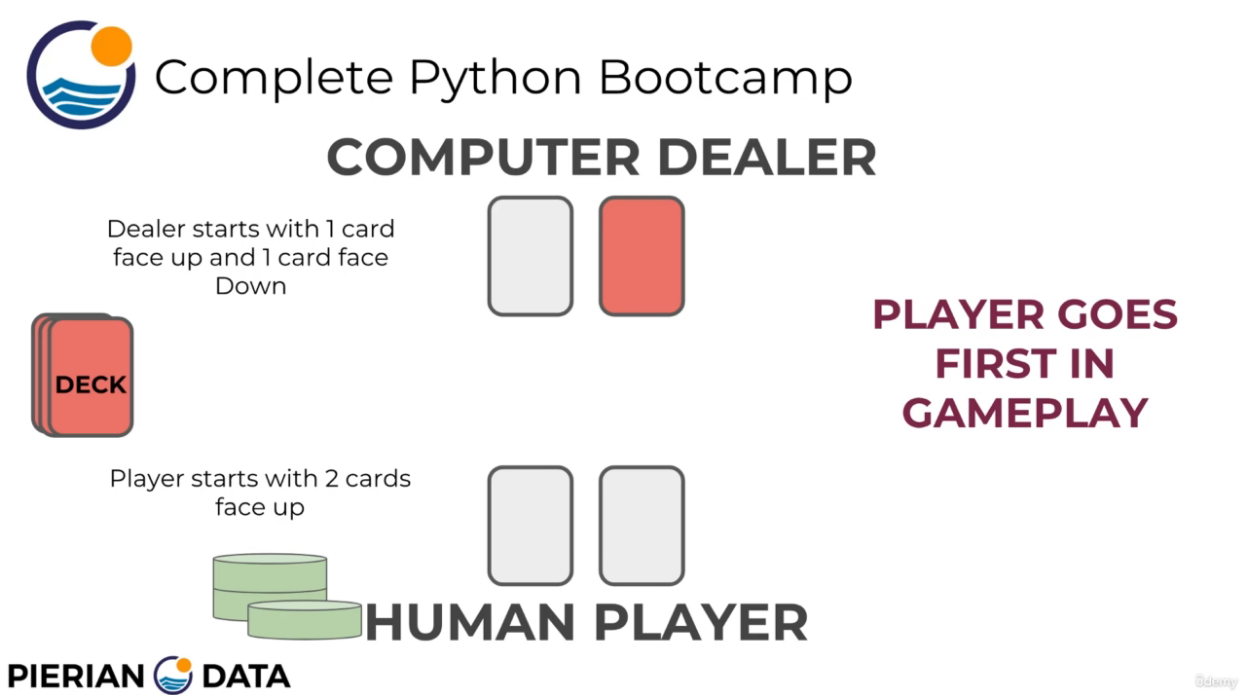 Complete Python Bootcamp
COMPUTER DEALER
Dealer starts with 1 card
face up and 1 card face
Down
PLAYER GOES
FIRST IN
GAMEPLAY
DECK
Player starts with 2 cards
face up
HUMAN PLAYER
PIERIAN DATA
ûdemy